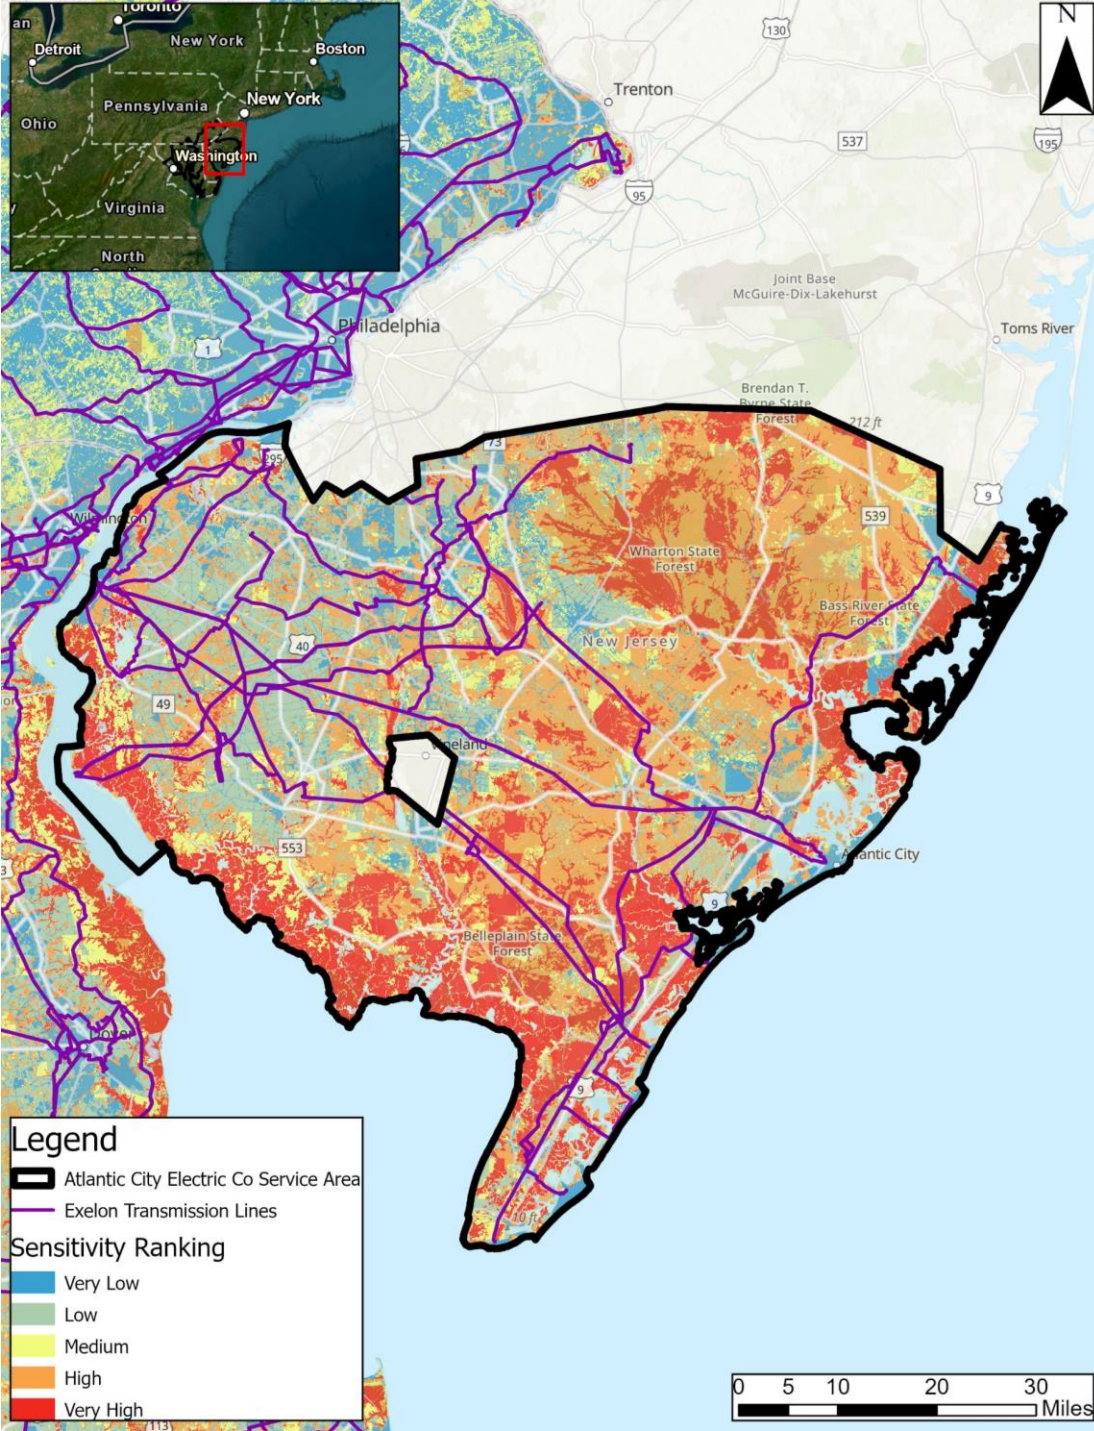 Toronto
an
Detroit
New York
Boston
Pennsylvania
New York
Ohio
Washington
Virginia
North
N
130
Trenton
537
195
95
Joint Base
McGuire-Dix-Lakehurst
Toms River
Philadelphia
1
Brendan T.
Byrne State
Forest
212 ft
73
295
9
539
Wilmington
Wharton State
Forest
Bass River State
Forest
New Jersey
40
49
Vineland
553
Atlantic City
9
Belleplain State
Forest
Dover
9
10 ft
113
Legend
Atlantic City Electric Co Service Area
Exelon Transmission Lines
Sensitivity Ranking
Very Low
Low
Medium
High
Very High
0 5 10 20 30
Miles